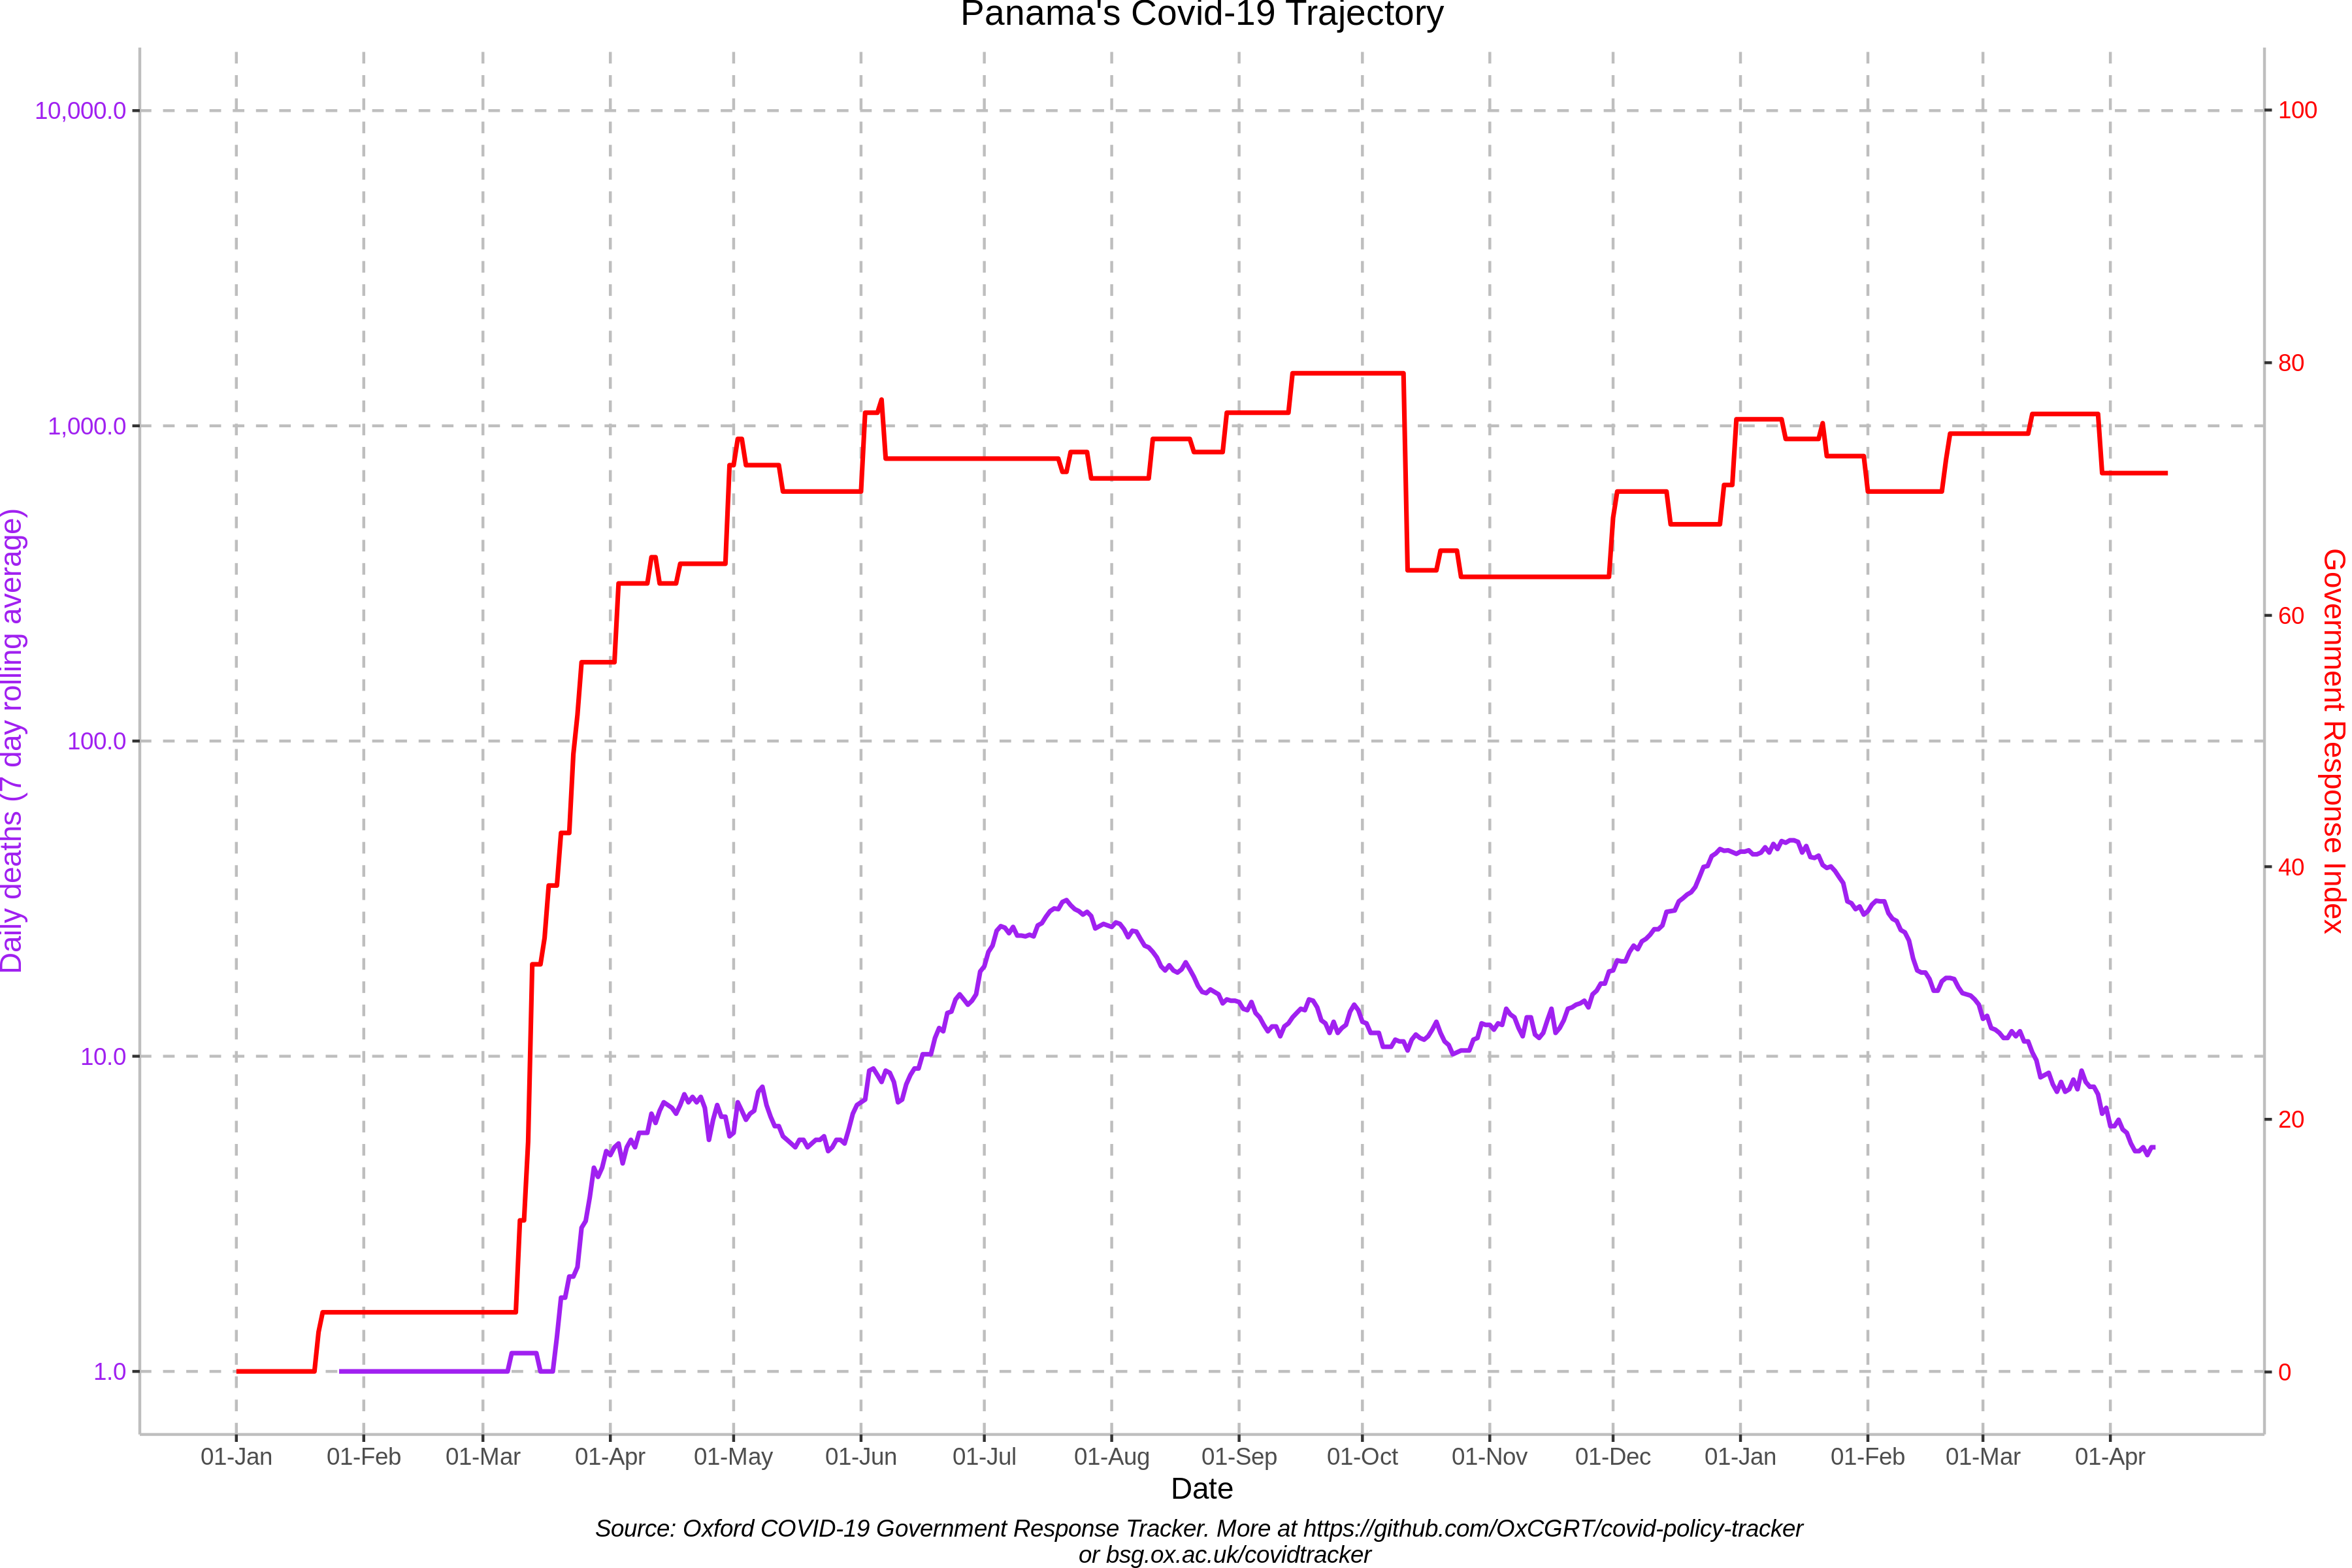 Panama's Covid-19 Trajectory
10,000.0
1,000.0
100.0
10.0
1.0
Daily deaths (7 day rolling average)
100
80
60
40
20
0
Government Response Index
01-Jan 01-Feb 01-Mar 01-Apr 01-May 01-Jun 01-Jul 01-Aug 01-Sep 01-Oct 01-Nov 01-Dec 01-Jan 01-Feb 01-Mar 01-Apr
Date
Source: Oxford COVID-19 Government Response Tracker. More at https://github.com/OxCGRT/covid-policy-tracker
or bsg.ox.ac.uk/covidtracker